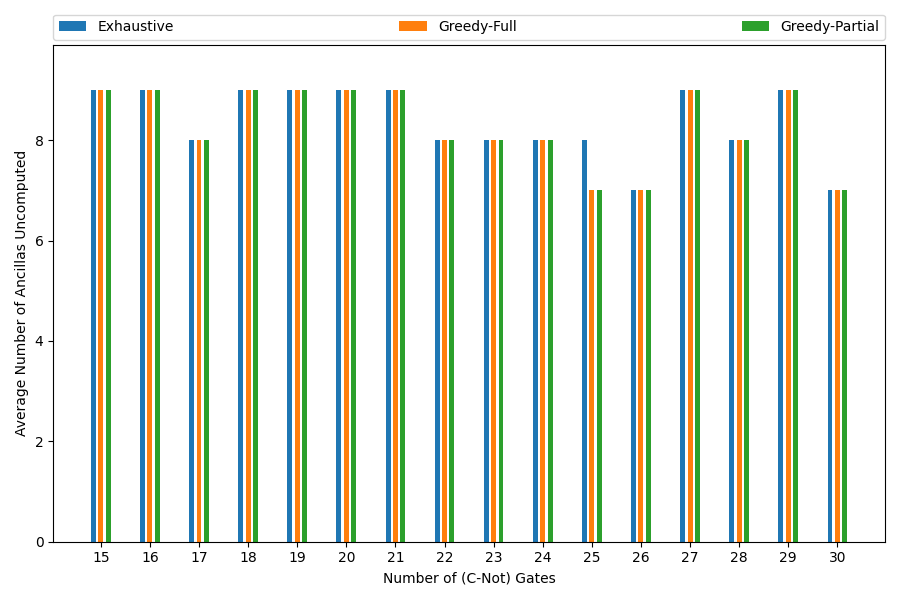 Exhaustive Greedy-Full Greedy-Partial
Average Number of Ancillas Uncomputed
8
6
4
2
0
15 16 17 18 19 20 21 22 23 24 25 26 27 28 29 30
Number of (C-Not) Gates